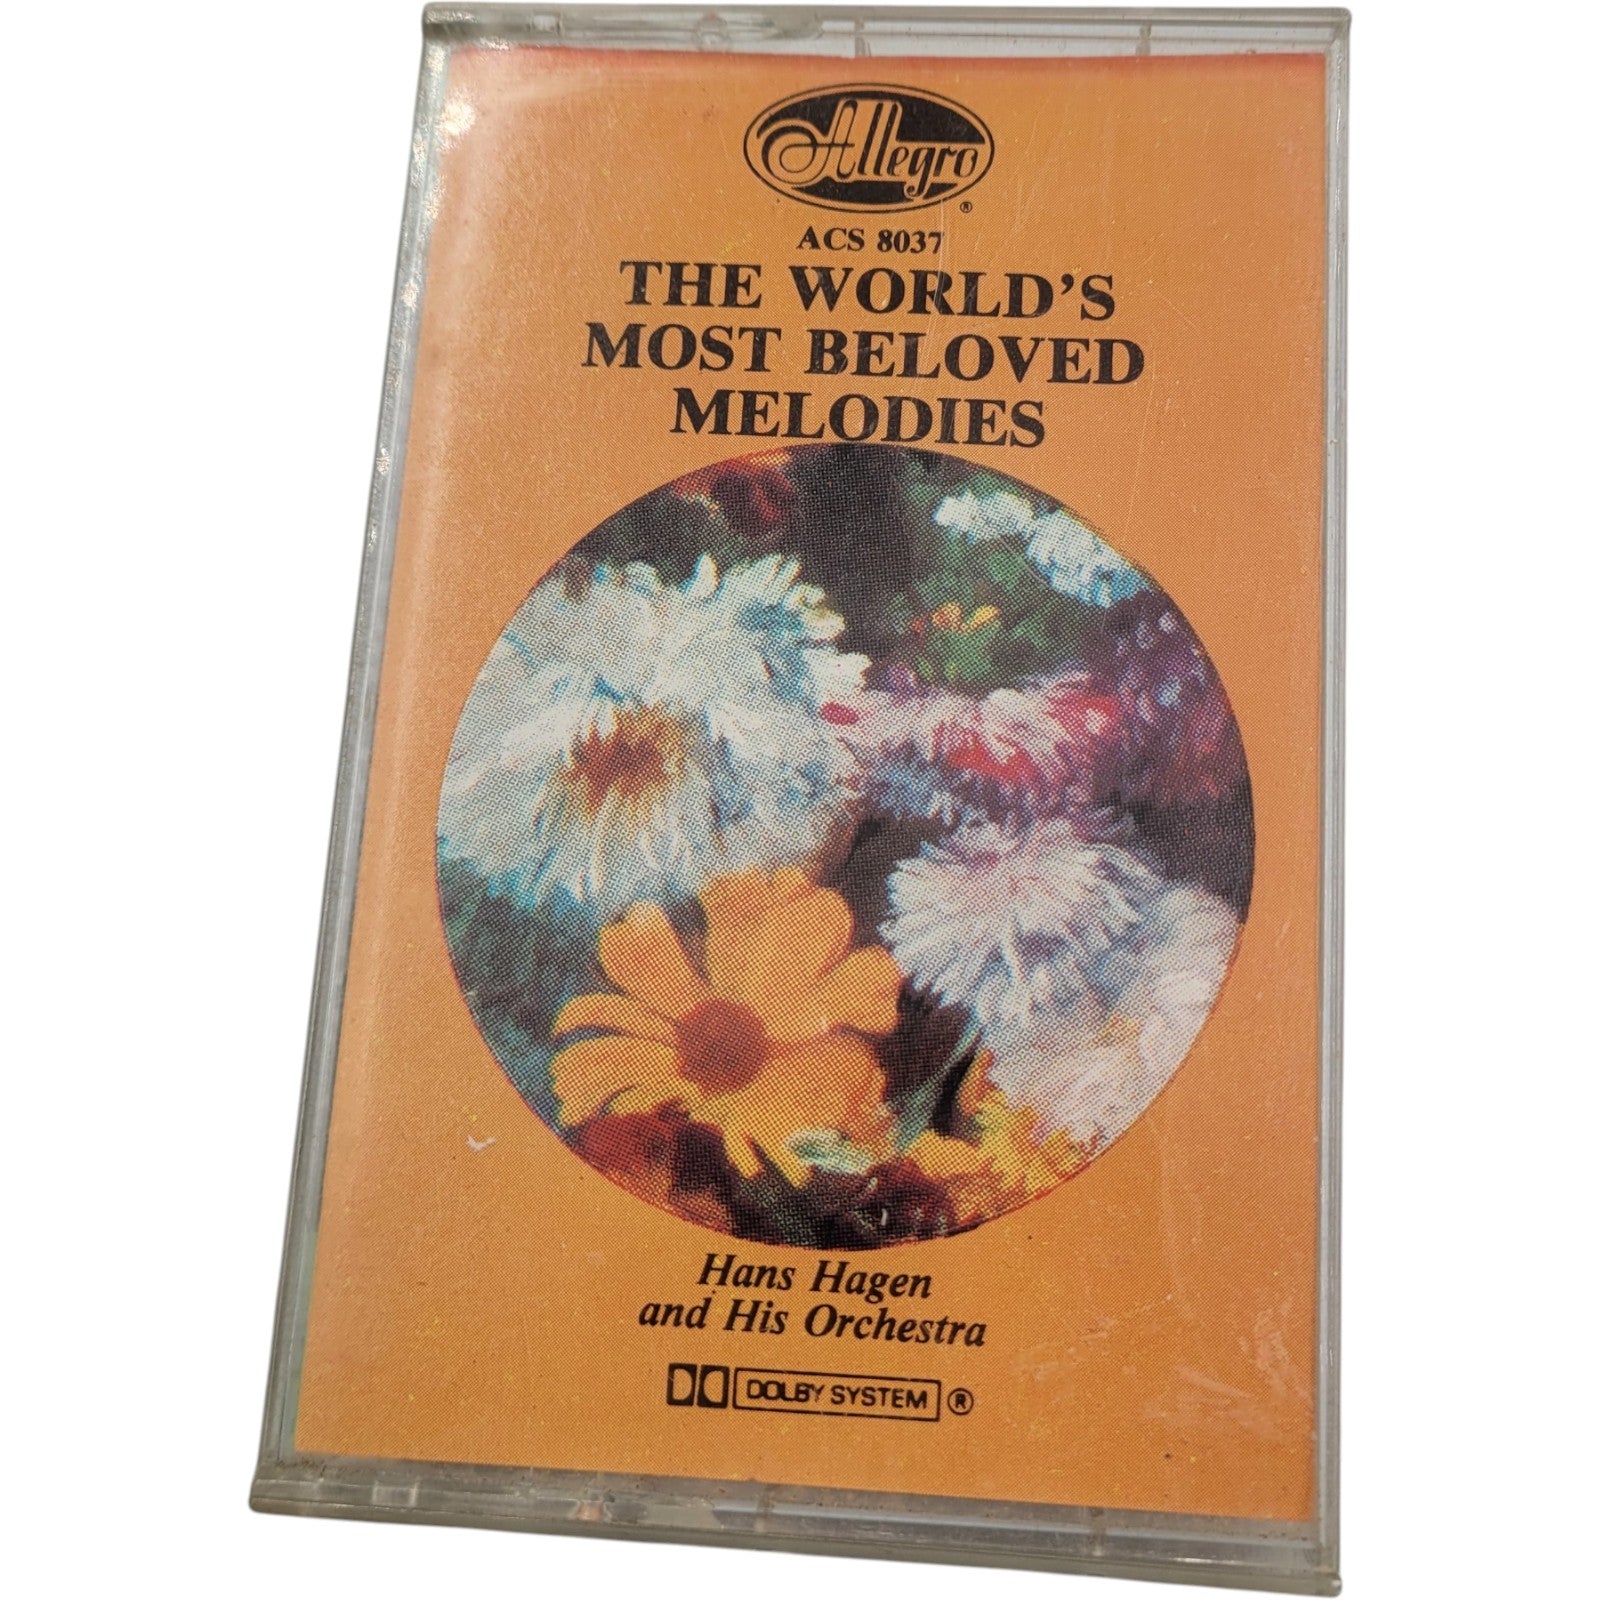 Allegro
®
ACS 8037
THE WORLD'S
MOST BELOVED
MELODIES
Hans Hagen
and His Orchestra
DOLBY SYSTEM ®